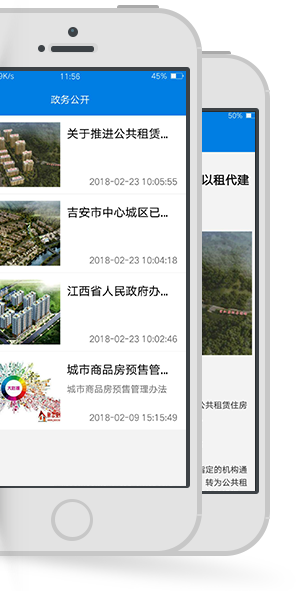 9K/s 11:56 45%
政务公开
关于推进公共租赁...
2018-02-23 10:05:55
吉安市中心城区已...
2018-02-23 10:04:18
江西省人民政府办...
2018-02-23 10:02:46
城市商品房预售管...
城市商品房预售管理办法
2018-02-09 15:15:49
50%
以租代建
公共租赁住房
指定的机构通
转为公共租